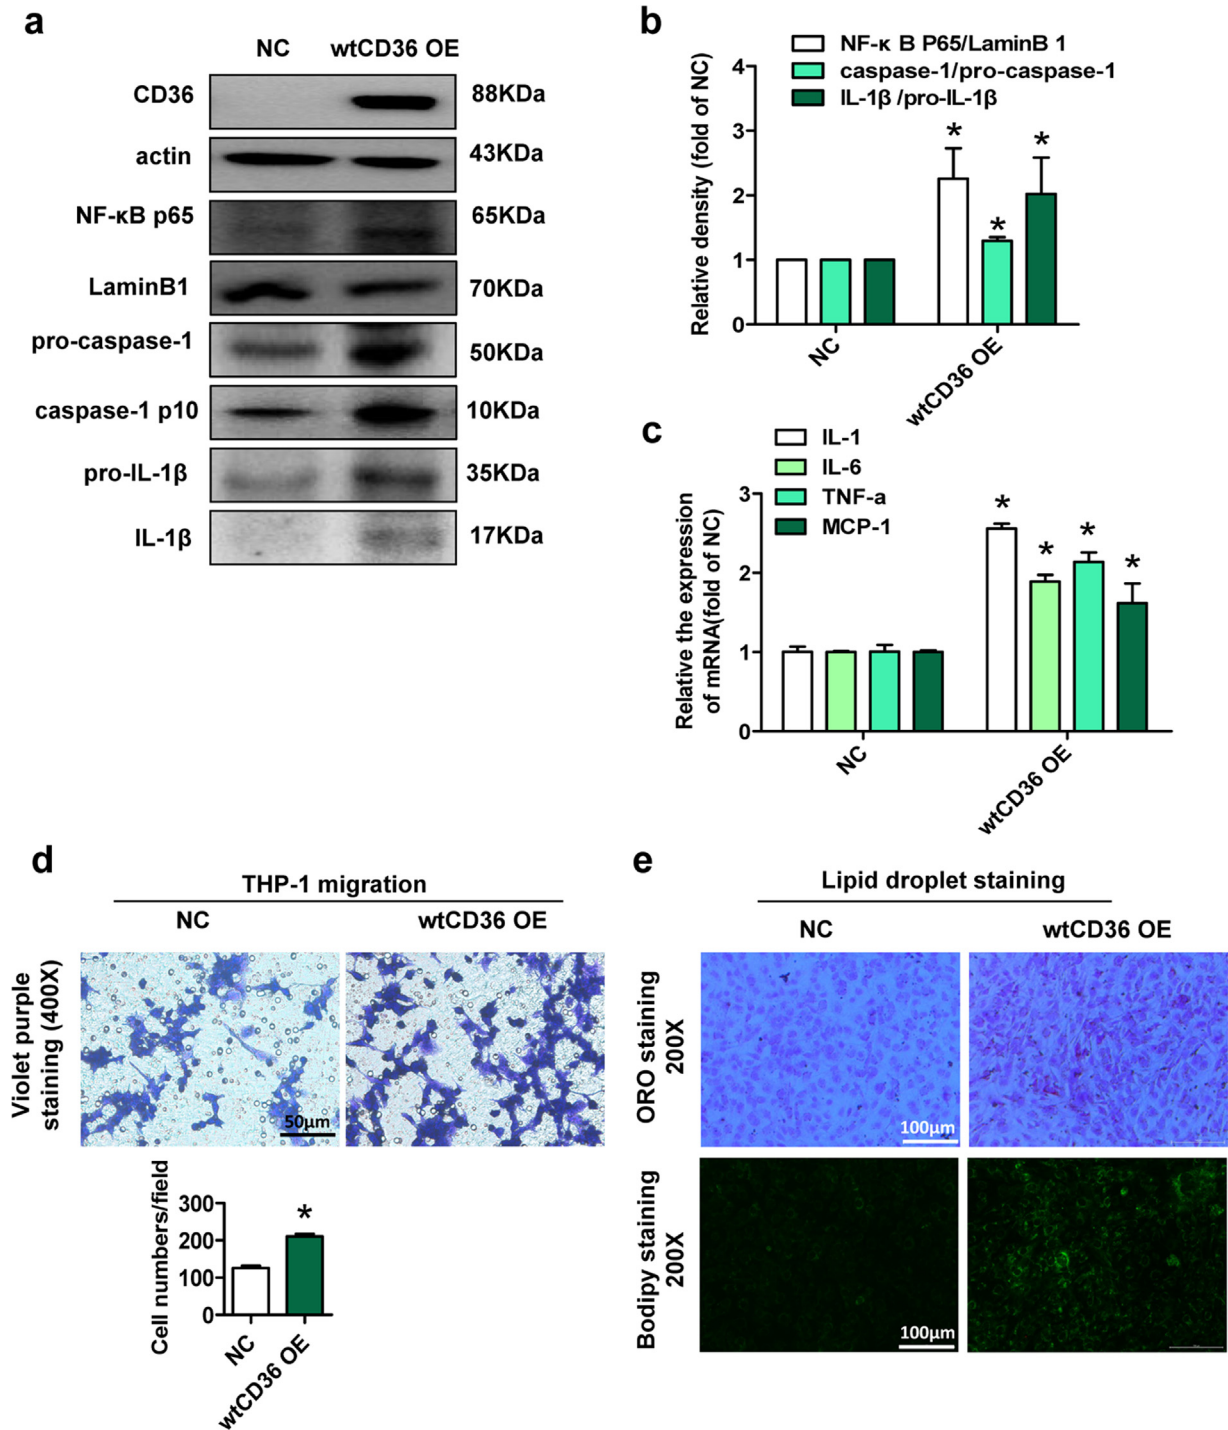 a
NC wtCD36 OE
CD36 88KDa
actin 43KDa
NF-κB p65 65KDa
LaminB1 70KDa
pro-caspase-1 50KDa
caspase-1 p10 10KDa
pro-IL-1β 35KDa
IL-1β 17KDa
b
NF-κ B P65/LaminB 1
caspase-1/pro-caspase-1
IL-1β /pro-IL-1β
Relative density (fold of NC)
4
3
2
1
0
* * *
NC
wtCD36 OE
c
IL-1
IL-6
TNF-a
MCP-1
Relative the expression
of mRNA(fold of NC)
3
2
1
0
* * * *
NC
wtCD36 OE
d
THP-1 migration
NC wtCD36 OE
Violet purple
staining (400X)
50μm
Cell numbers/field
300
200
100
0
*
NC
wtCD36 OE
e
Lipid droplet staining
NC wtCD36 OE
ORO staining
200X
100μm
Bodipy staining
200X
100μm